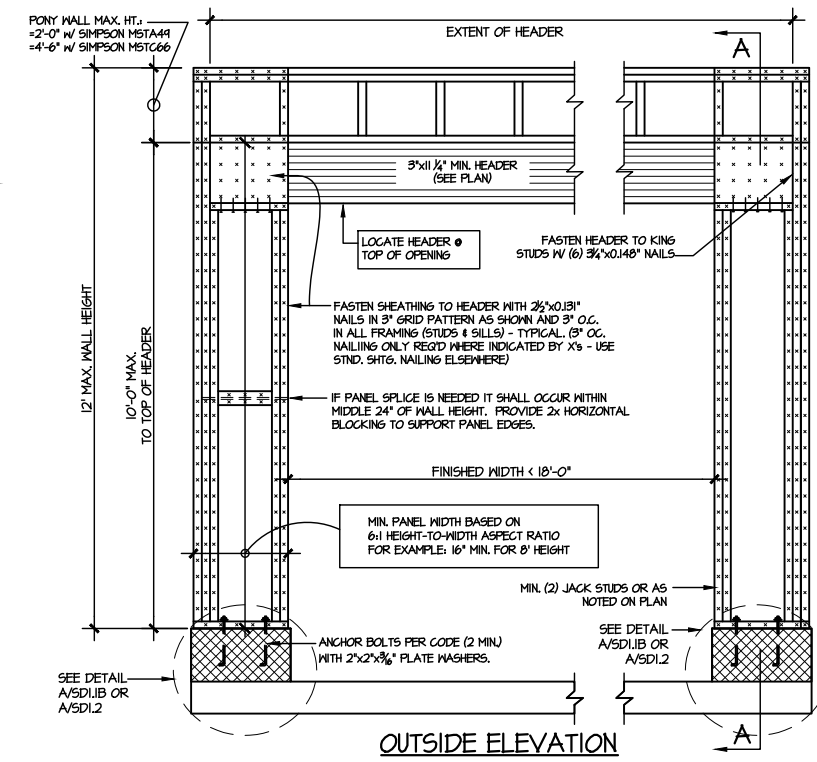 PONY WALL MAX. HT.:
=2'-0" W/ SIMPSON MSTA49
=4'-6" W/ SIMPSON MSTC66
EXTENT OF HEADER
A
3"x11 1/4" MIN. HEADER
(SEE PLAN)
LOCATE HEADER @
TOP OF OPENING
FASTEN HEADER TO KING
STUDS W/ (6) 3 1/4"x0.148" NAILS
FASTEN SHEATHING TO HEADER WITH 2 1/2"x0.131"
NAILS IN 3" GRID PATTERN AS SHOWN AND 3" O.C.
IN ALL FRAMING (STUDS & SILLS) - TYPICAL. (3" OC.
NAILIING ONLY REQ'D WHERE INDICATED BY X's - USE
STND. SHTG. NAILING ELSEWHERE)
12' MAX. WALL HEIGHT
10'-0" MAX.
TO TOP OF HEADER
IF PANEL SPLICE IS NEEDED IT SHALL OCCUR WITHIN
MIDDLE 24" OF WALL HEIGHT. PROVIDE 2x HORIZONTAL
BLOCKING TO SUPPORT PANEL EDGES.
FINISHED WIDTH < 18'-0"
MIN. PANEL WIDTH BASED ON
6:1 HEIGHT-TO-WIDTH ASPECT RATIO
FOR EXAMPLE: 16" MIN. FOR 8' HEIGHT
MIN. (2) JACK STUDS OR AS
NOTED ON PLAN
ANCHOR BOLTS PER CODE (2 MIN.)
WITH 2"x2"x3/16" PLATE WASHERS.
SEE DETAIL
A/SD1.1B OR
A/SD1.2
SEE DETAIL
A/SD1.1B OR
A/SD1.2
A
OUTSIDE ELEVATION